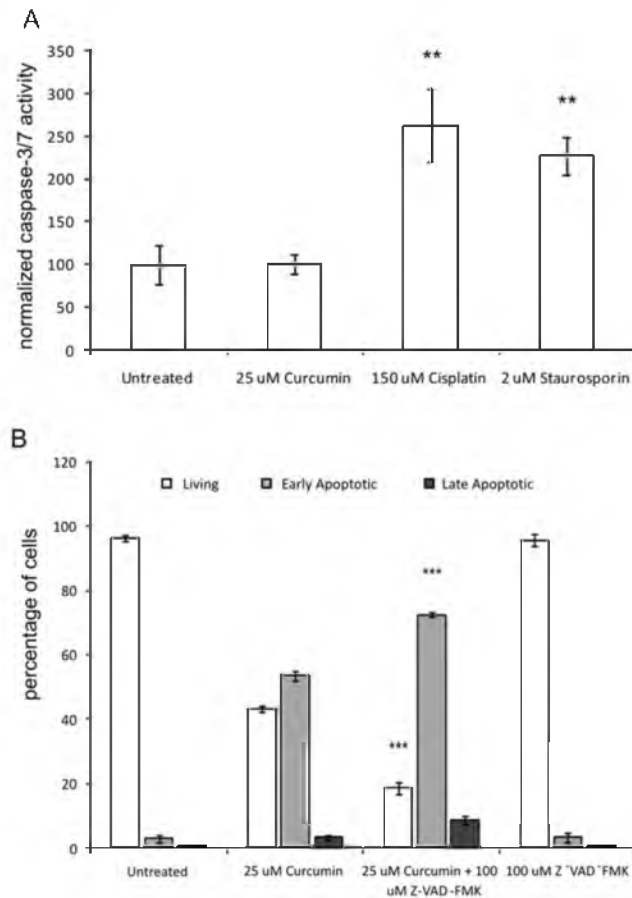 A
normalized caspase-3/7 activity
350
300
250
200
150
100
50
0
**
**
Untreated
25 uM Curcumin
150 uM Cisplatin
2 uM Staurosporin
B
percentage of cells
120
100
80
60
40
20
0
Living
Early Apoptotic
Late Apoptotic
***
***
Untreated
25 uM Curcumin
25 uM Curcumin + 100
uM Z-VAD-FMK
100 uM Z-VAD-FMK